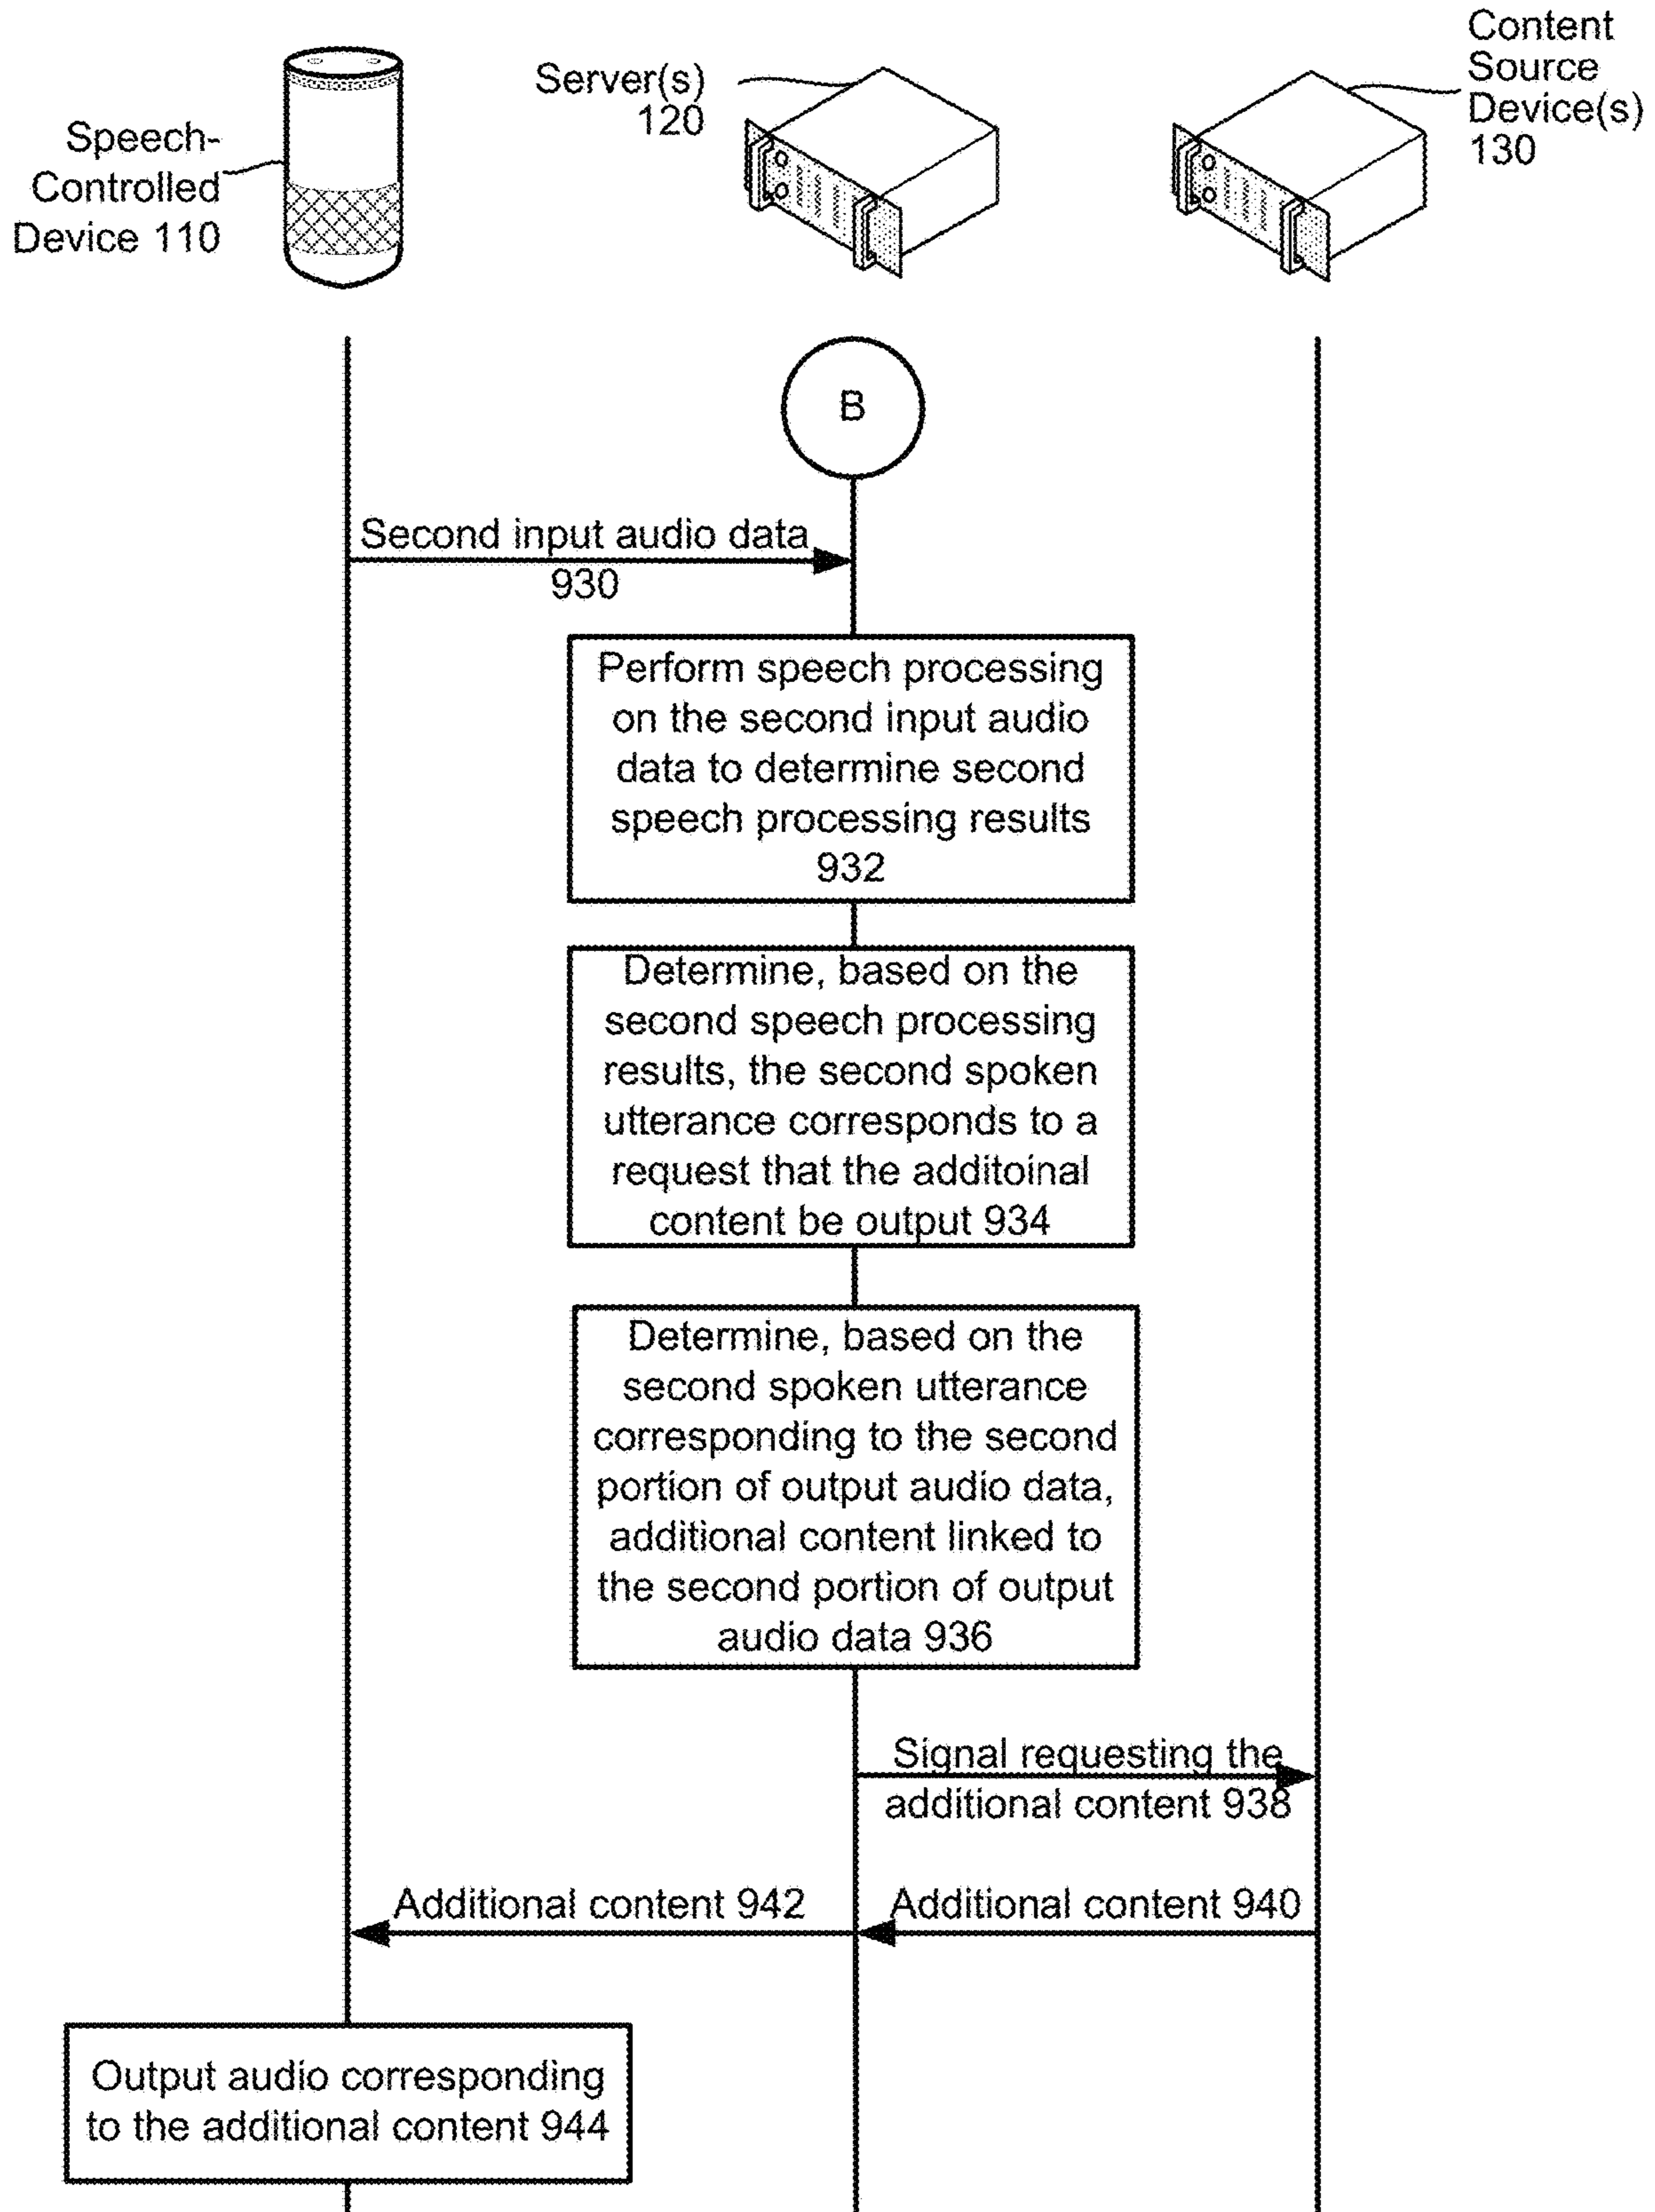 Speech-
Controlled
Device 110
Server(s)
120
Content
Source
Device(s)
130
B
Second input audio data
930
Perform speech processing
on the second input audio
data to determine second
speech processing results
932
Determine, based on the
second speech processing
results, the second spoken
utterance corresponds to a
request that the additoinal
content be output 934
Determine, based on the
second spoken utterance
corresponding to the second
portion of output audio data,
additional content linked to
the second portion of output
audio data 936
Signal requesting the
additional content 938
Additional content 942
Additional content 940
Output audio corresponding
to the additional content 944